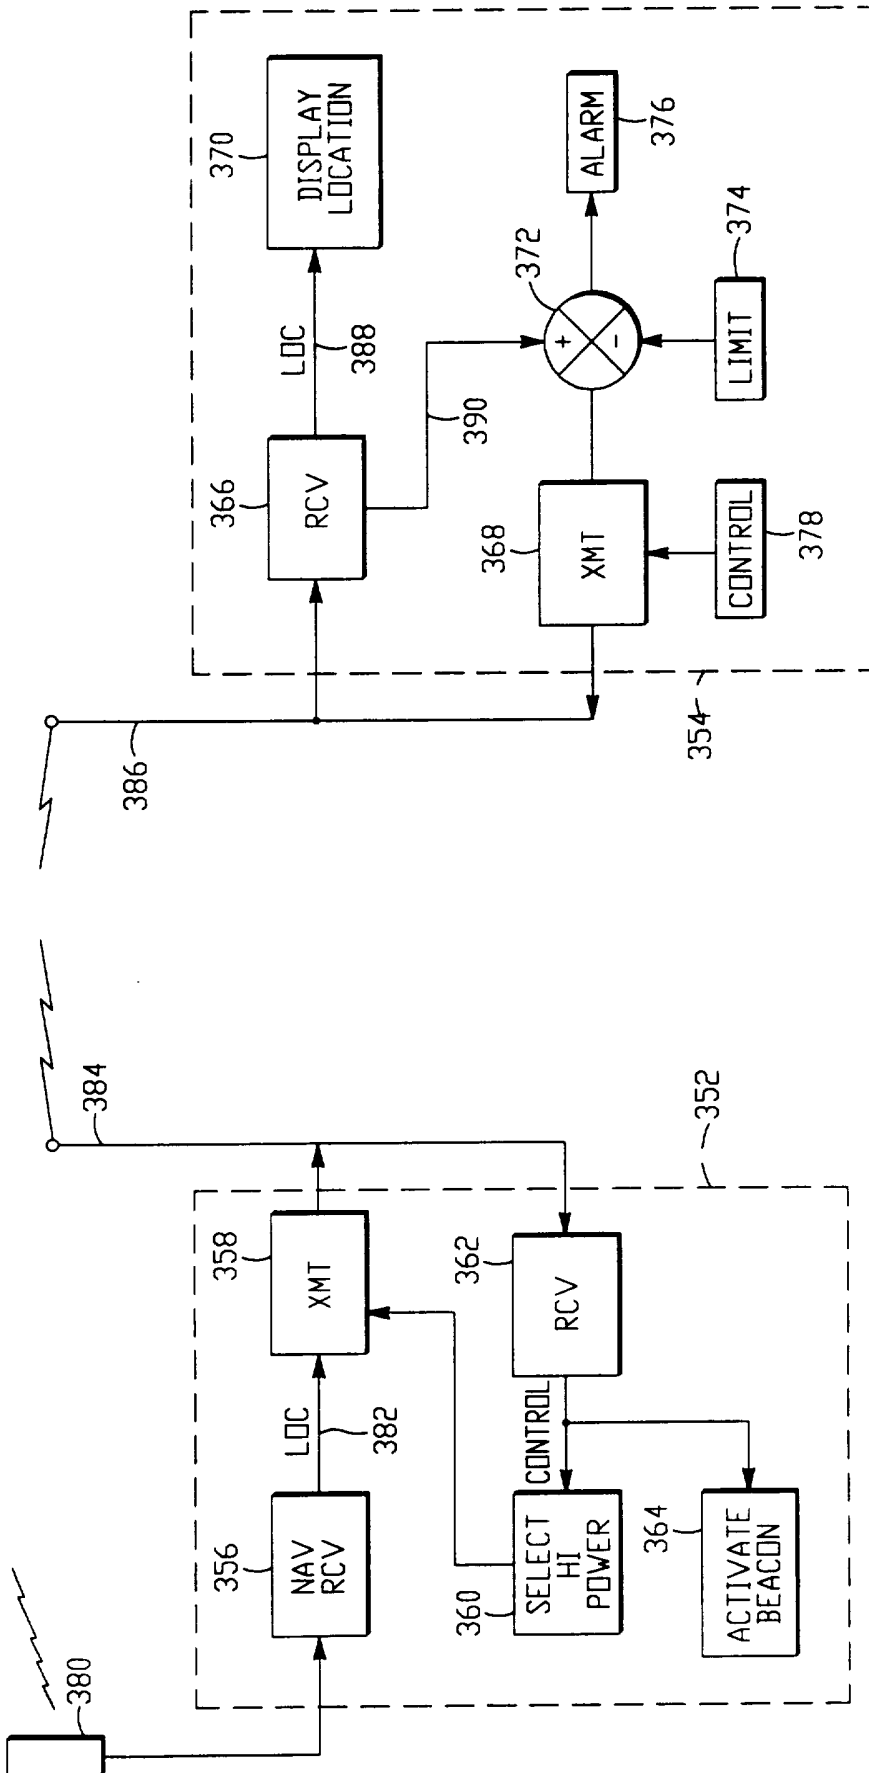 380
356
NAV
RCV
LOC
382
358
XMT
384
360
SELECT
HI
POWER
CONTROL
362
RCV
364
ACTIVATE
BEACON
352
386
366
RCV
LOC
388
370
DISPLAY
LOCATION
390
368
XMT
372
+
-
ALARM
376
CONTROL
378
LIMIT
374
354